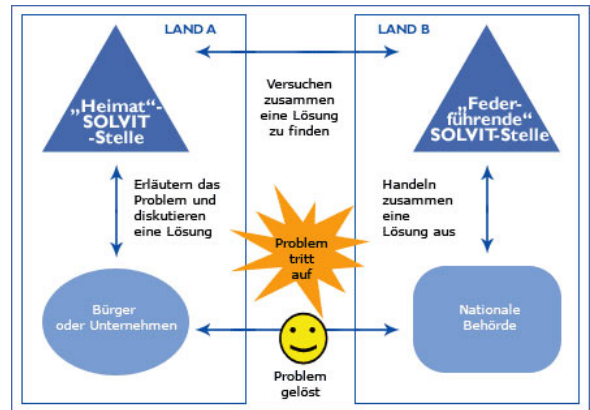 LAND A
LAND B
„Heimat“-
SOLVIT
-Stelle
Versuchen
zusammen
eine Lösung
zu finden
„Feder-
führende“
SOLVIT-Stelle
Erläutern das
Problem und
diskutieren
eine Lösung
Handeln
zusammen
eine
Lösung aus
Problem
tritt
auf
Bürger
oder Unternehmen
Nationale
Behörde
Problem
gelöst